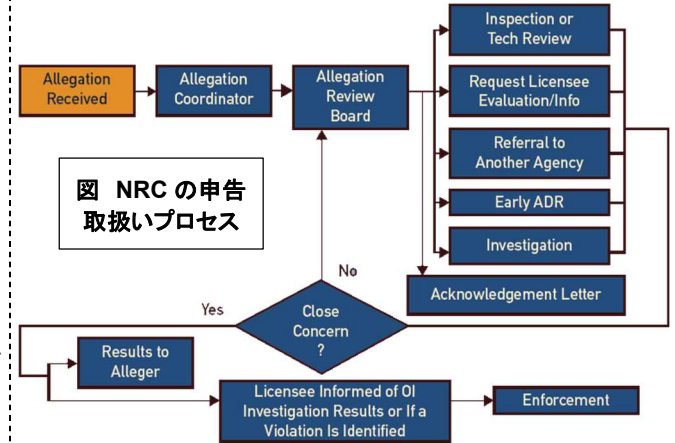 Allegation
Received
Allegation
Coordinator
Allegation
Review
Board
Inspection or
Tech Review
Request Licensee
Evaluation/Info
Referral to
Another Agency
Early ADR
Investigation
Acknowledgement Letter
図 NRC の申告
取扱いプロセス
No
Yes
Close
Concern
?
Results to
Alleger
Licensee Informed of OI
Investigation Results or If a
Violation Is Identified
Enforcement